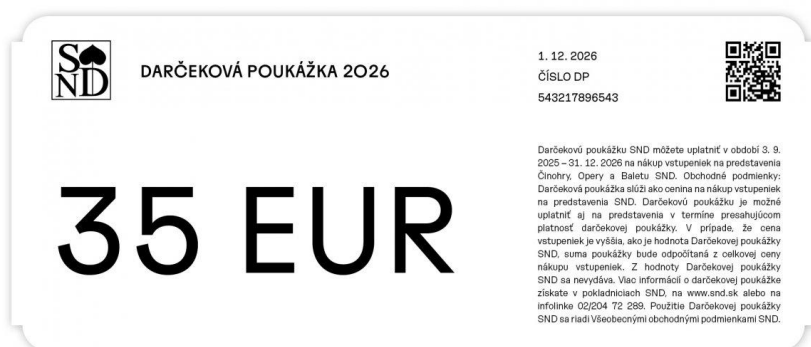 SND
DARČEKOVÁ POUKÁŽKA 2026
1. 12. 2026
ČÍSLO DP
543217896543
35 EUR
Darčekovú poukážku SND môžete uplatniť v období 3. 9.
2025 – 31. 12. 2026 na nákup vstupeniek na predstavenia
Činohry, Opery a Baletu SND. Obchodné podmienky:
Darčeková poukážka slúži ako cenina na nákup vstupeniek
na predstavenia SND. Darčekovú poukážku je možné
uplatniť aj na predstavenia v termíne presahujúcom
platnosť darčekovej poukážky. V prípade, že cena
vstupeniek je vyššia, ako je hodnota Darčekovej poukážky
SND, suma poukážky bude odpočítaná z celkovej ceny
nákupu vstupeniek. Z hodnoty Darčekovej poukážky
SND sa nevydáva. Viac informácií o darčekovej poukážke
získate v pokladniciach SND, na www.snd.sk alebo na
infolinke 02/204 72 289. Použitie Darčekovej poukážky
SND sa riadi Všeobecnými obchodnými podmienkami SND.